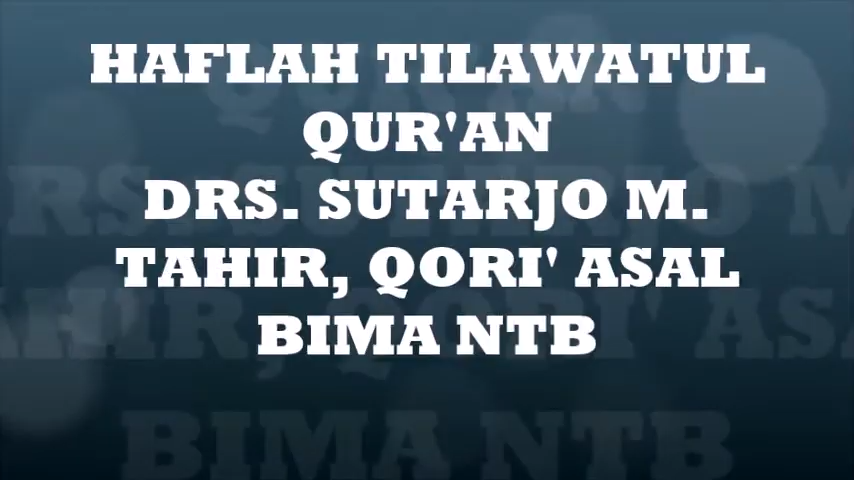 HAFLAH TILAWATUL
QUR'AN
DRS. SUTARJO M.
TAHIR, QORI' ASAL
BIMA NTB